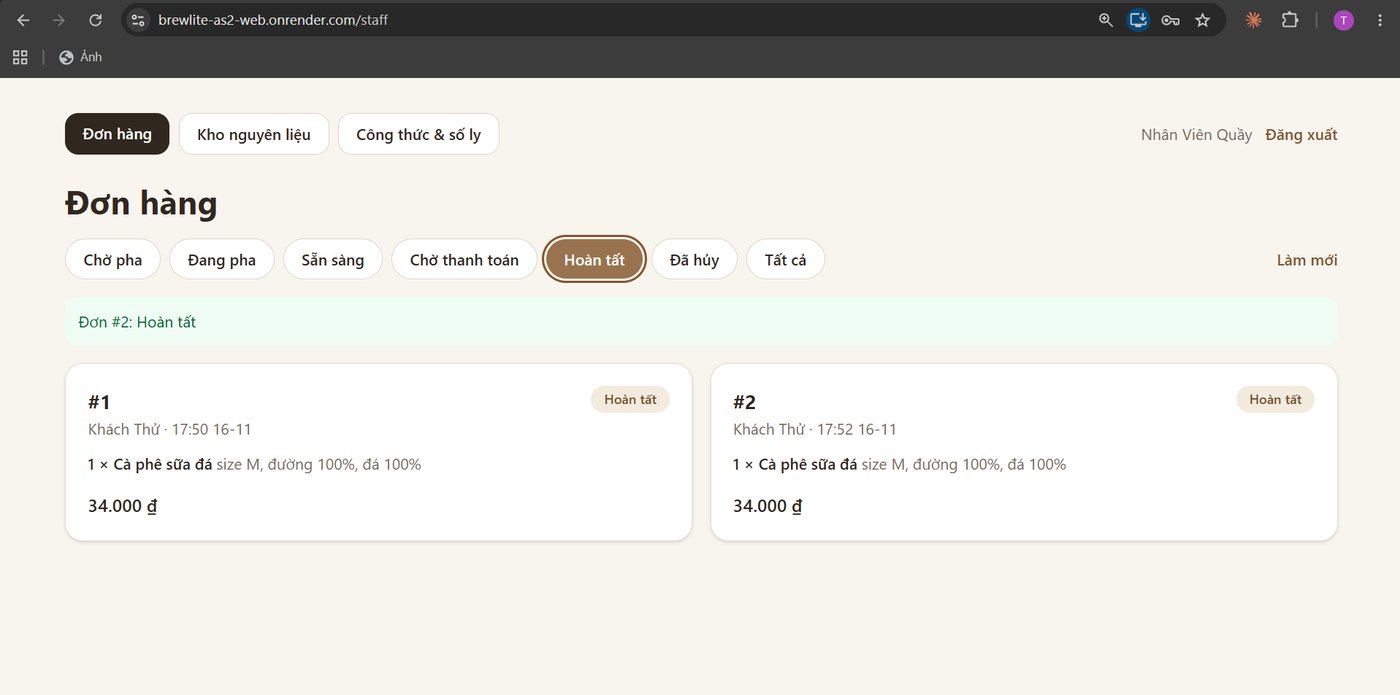 brewlite-as2-web.onrender.com/staff
T
Ảnh
Đơn hàng Kho nguyên liệu Công thức & số ly Nhân Viên Quầy Đăng xuất
Đơn hàng
Chờ pha Đang pha Sẵn sàng Chờ thanh toán Hoàn tất Đã hủy Tất cả Làm mới
Đơn #2: Hoàn tất
#1 Hoàn tất
Khách Thử · 17:50 16-11
1 × Cà phê sữa đá size M, đường 100%, đá 100%
34.000 ₫
#2 Hoàn tất
Khách Thử · 17:52 16-11
1 × Cà phê sữa đá size M, đường 100%, đá 100%
34.000 ₫